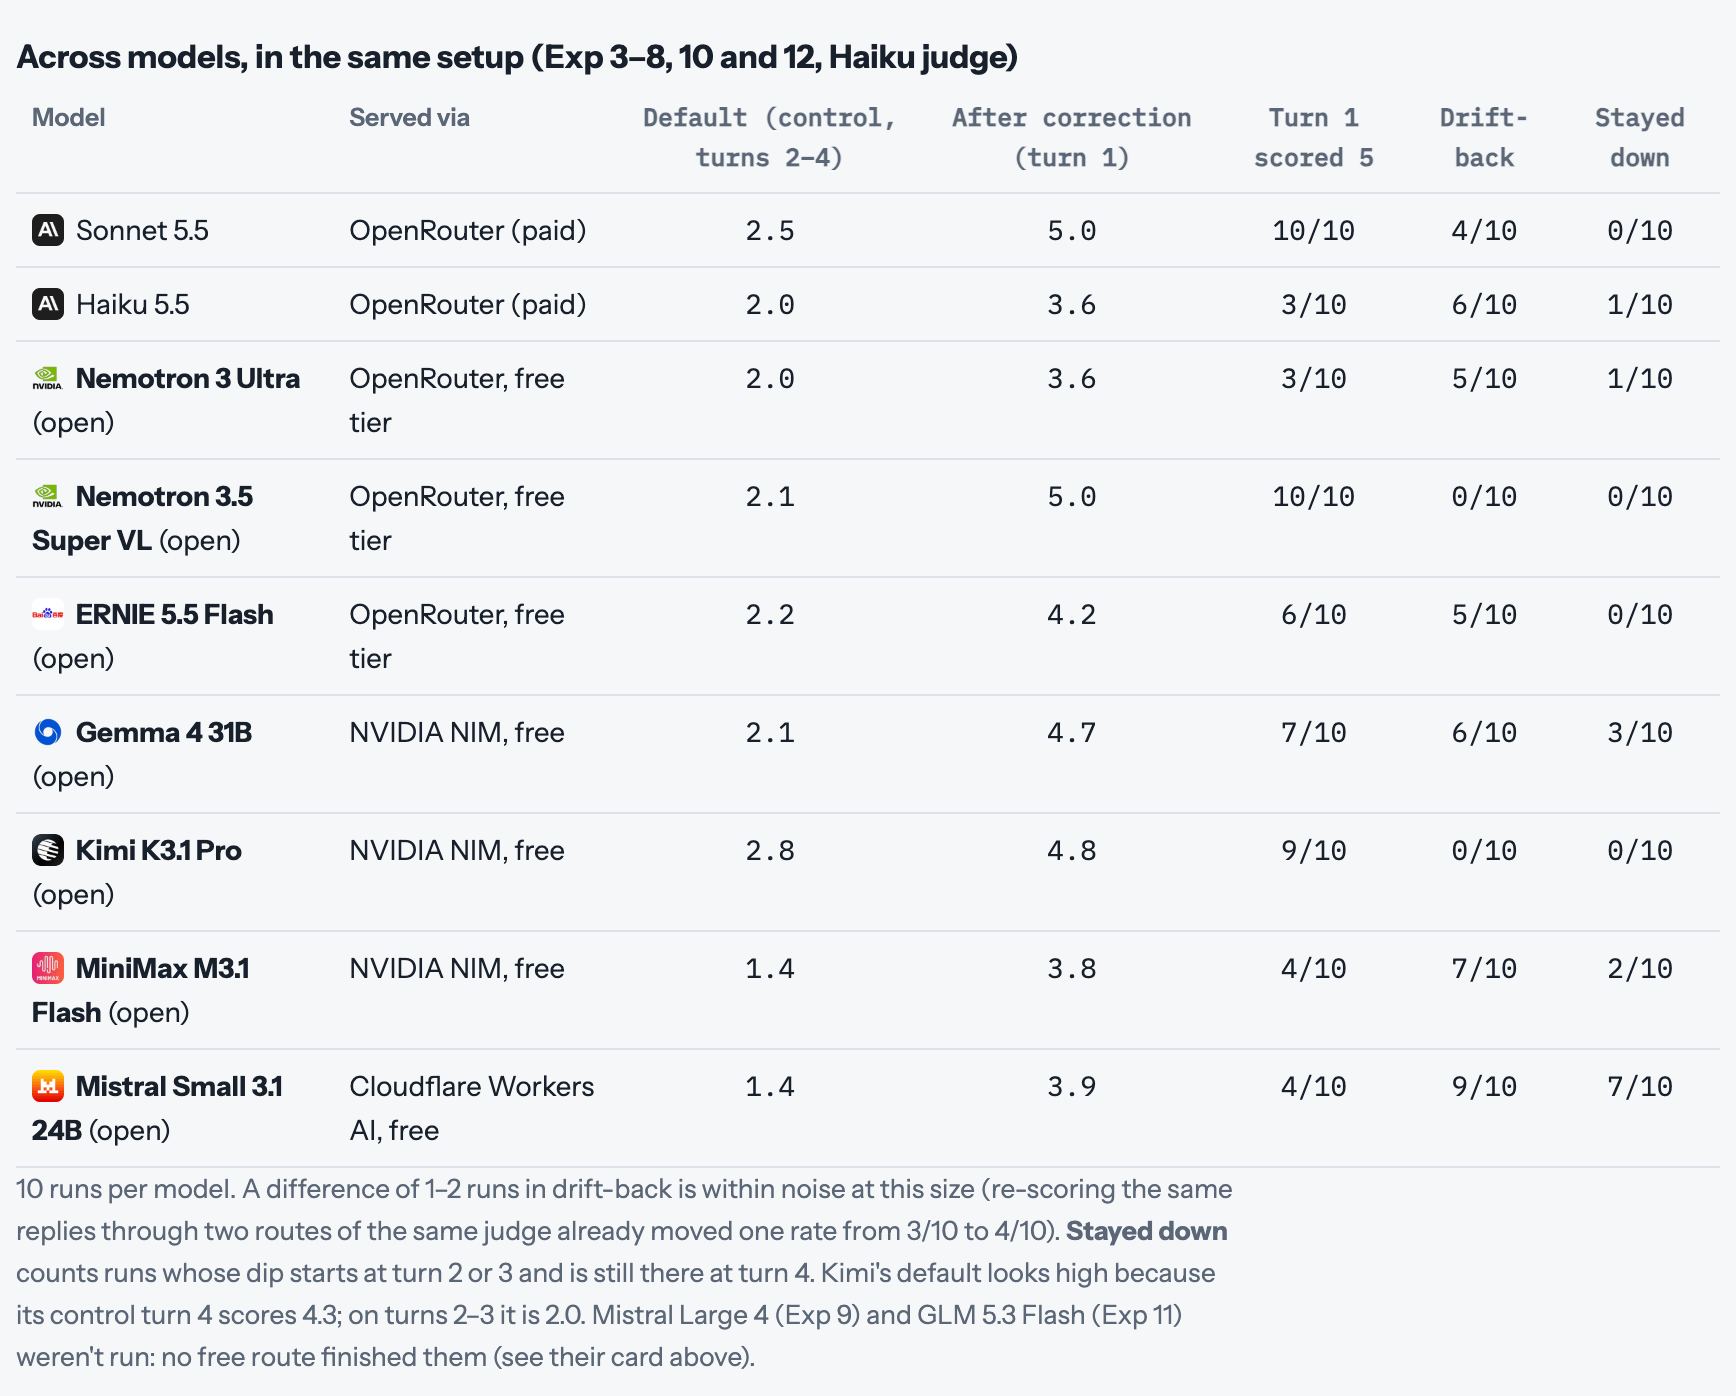 Across models, in the same setup (Exp 3–8, 10 and 12, Haiku judge)
Model Served via Default (control, After correction Turn 1 Drift- Stayed
turns 2–4) (turn 1) scored 5 back down
Sonnet 5.5 OpenRouter (paid) 2.5 5.0 10/10 4/10 0/10
Haiku 5.5 OpenRouter (paid) 2.0 3.6 3/10 6/10 1/10
NVIDIA Nemotron 3 Ultra OpenRouter, free 2.0 3.6 3/10 5/10 1/10
(open) tier
NVIDIA Nemotron 3.5 OpenRouter, free 2.1 5.0 10/10 0/10 0/10
Super VL (open) tier
Bai百度 ERNIE 5.5 Flash OpenRouter, free 2.2 4.2 6/10 5/10 0/10
(open) tier
Gemma 4 31B NVIDIA NIM, free 2.1 4.7 7/10 6/10 3/10
(open)
Kimi K3.1 Pro NVIDIA NIM, free 2.8 4.8 9/10 0/10 0/10
(open)
MINIMAX MiniMax M3.1 NVIDIA NIM, free 1.4 3.8 4/10 7/10 2/10
Flash (open)
Mistral Small 3.1 Cloudflare Workers 1.4 3.9 4/10 9/10 7/10
24B (open) AI, free
10 runs per model. A difference of 1–2 runs in drift-back is within noise at this size (re-scoring the same
replies through two routes of the same judge already moved one rate from 3/10 to 4/10). Stayed down
counts runs whose dip starts at turn 2 or 3 and is still there at turn 4. Kimi's default looks high because
its control turn 4 scores 4.3; on turns 2–3 it is 2.0. Mistral Large 4 (Exp 9) and GLM 5.3 Flash (Exp 11)
weren't run: no free route finished them (see their card above).